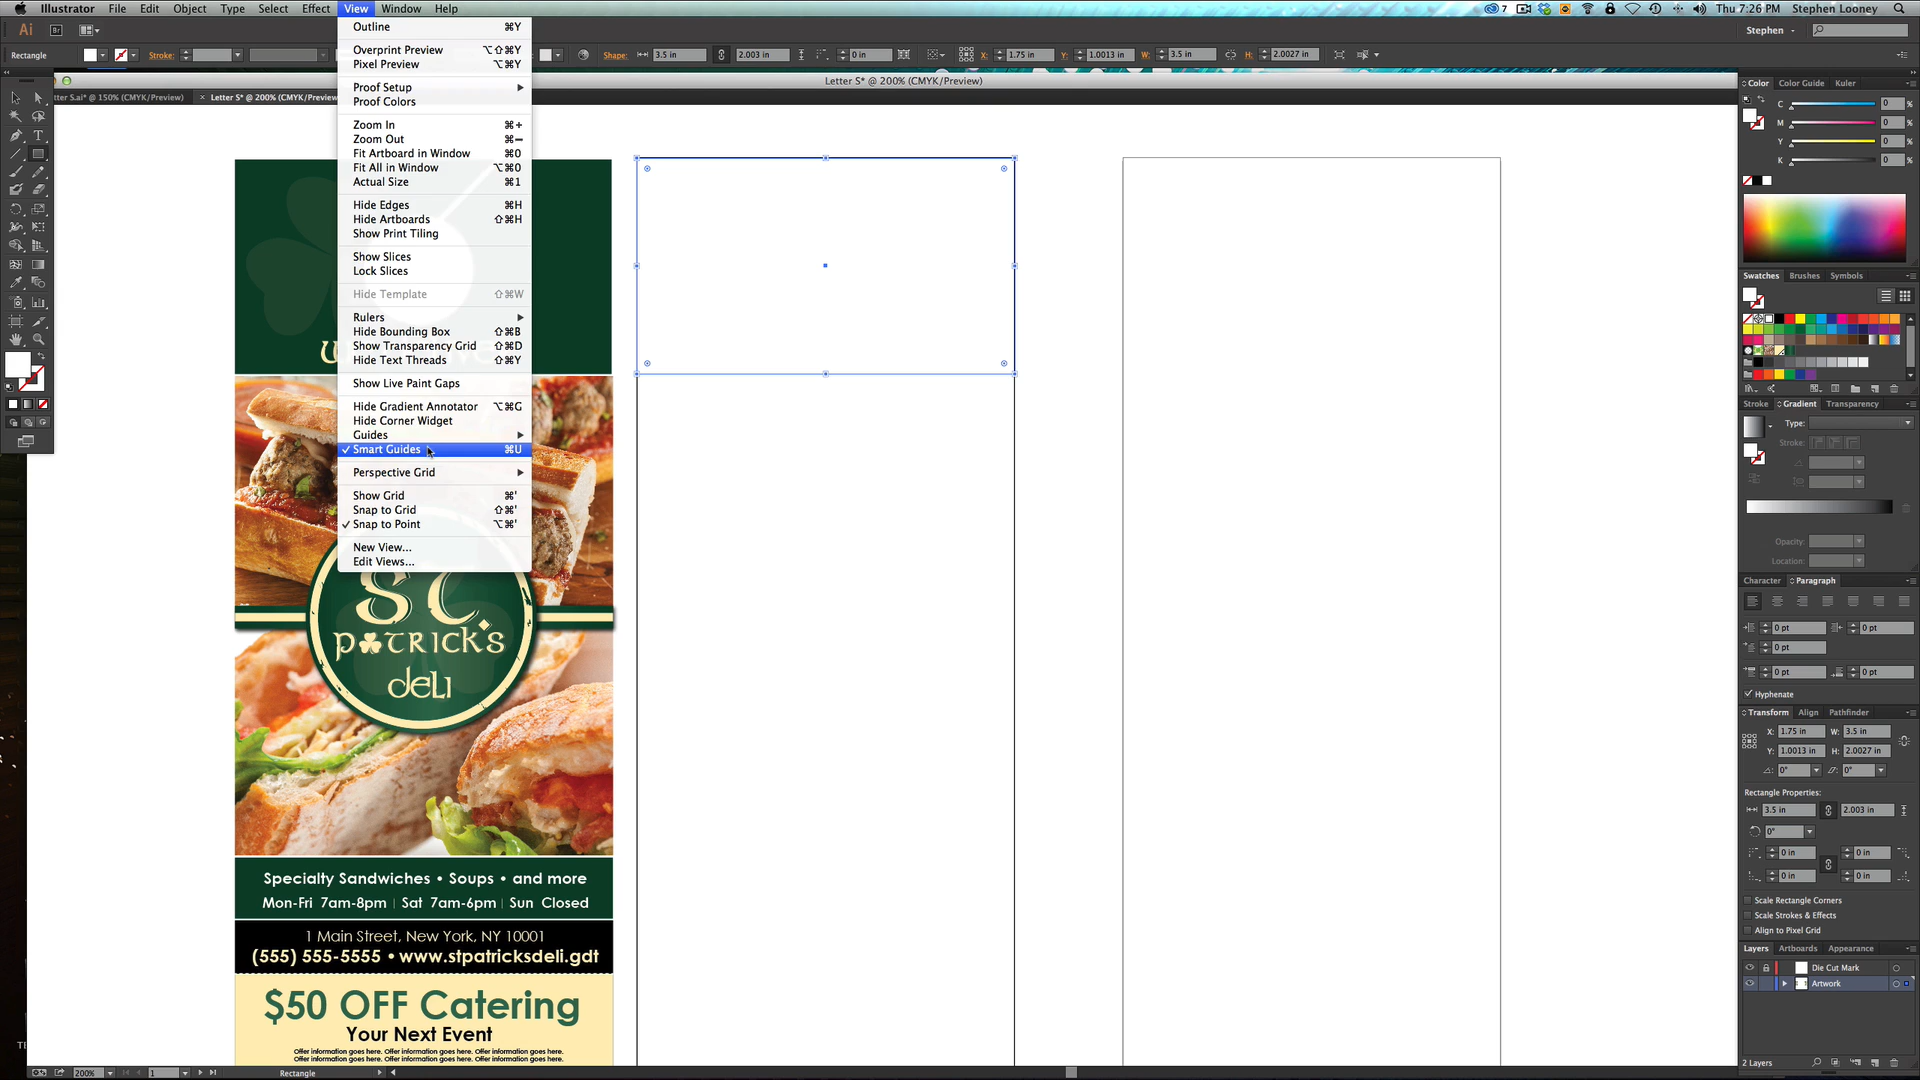 Illustrator File Edit Object Type Select Effect View Window Help
7 Thu 7:26 PM Stephen Looney
Ai Br Stephen
Rectangle Stroke: Shape: 3.5 in 2.003 in 0 in X: 1.75 in Y: 1.0013 in W: 3.5 in H: 2.0027 in
Letter S* @ 200% (CMYK/Preview)
tter S.ai* @ 150% (CMYK/Preview) × Letter S* @ 200% (CMYK/Preview
Outline ⌘Y
Overprint Preview ⌥⇧⌘Y
Pixel Preview ⌥⌘Y
Proof Setup
Proof Colors
Zoom In ⌘+
Zoom Out ⌘−
Fit Artboard in Window ⌘0
Fit All in Window ⌥⌘0
Actual Size ⌘1
Hide Edges ⌘H
Hide Artboards ⇧⌘H
Show Print Tiling
Show Slices
Lock Slices
Hide Template ⇧⌘W
Rulers
Hide Bounding Box ⇧⌘B
Show Transparency Grid ⇧⌘D
Hide Text Threads ⇧⌘Y
Show Live Paint Gaps
Hide Gradient Annotator ⌥⌘G
Hide Corner Widget
Guides
✓ Smart Guides ⌘U
Perspective Grid
Show Grid ⌘'
Snap to Grid ⇧⌘'
✓ Snap to Point ⌥⌘'
New View...
Edit Views...
St.
patrick's
deli
Specialty Sandwiches • Soups • and more
Mon-Fri 7am-8pm | Sat 7am-6pm | Sun Closed
1 Main Street, New York, NY 10001
(555) 555-5555 • www.stpatricksdeli.gdt
$50 OFF Catering
Your Next Event
Offer information goes here. Offer information goes here. Offer information goes here.
Offer information goes here. Offer information goes here. Offer information goes here.
200% 1 Rectangle
Color Color Guide Kuler
C 0 %
M 0 %
Y 0 %
K 0 %
Swatches Brushes Symbols
Stroke Gradient Transparency
Type:
Stroke:
Opacity:
Location:
Character Paragraph
0 pt 0 pt
0 pt
0 pt 0 pt
✓ Hyphenate
Transform Align Pathfinder
X: 1.75 in W: 3.5 in
Y: 1.0013 in H: 2.0027 in
0° 0°
Rectangle Properties:
3.5 in 2.003 in
0°
0 in 0 in
0 in 0 in
Scale Rectangle Corners
Scale Strokes & Effects
Align to Pixel Grid
Layers Artboards Appearance
Die Cut Mark
Artwork
2 Layers